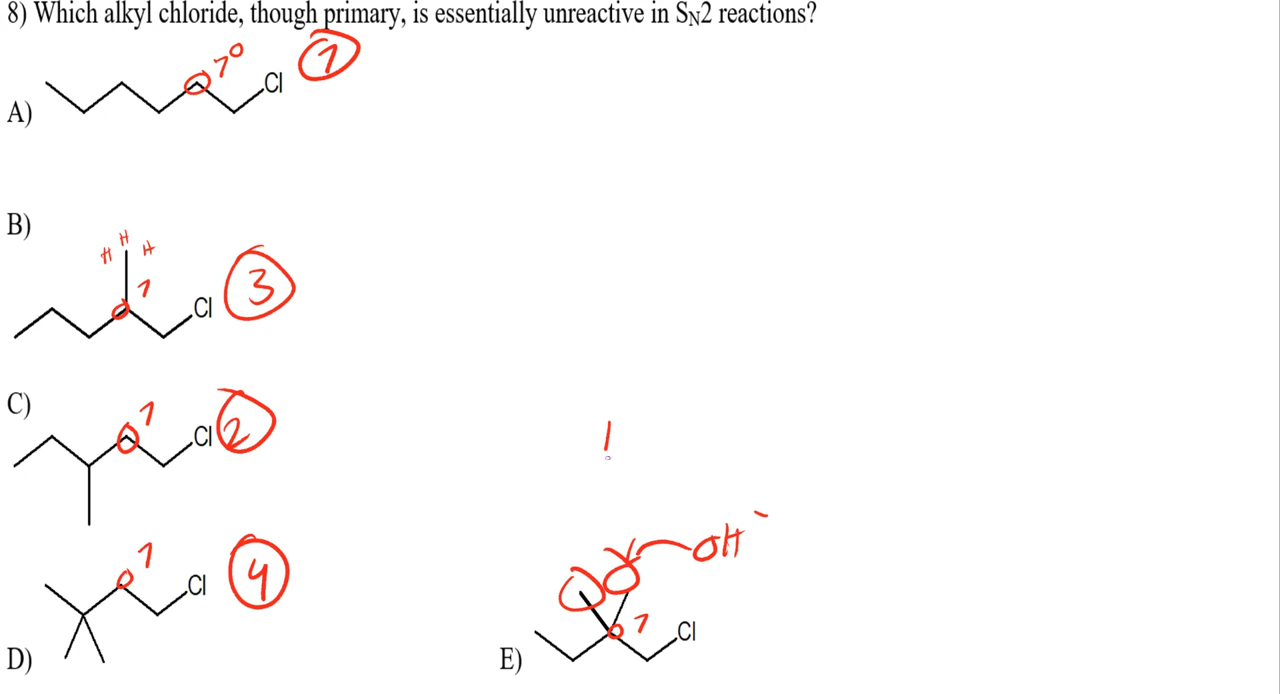 8) Which alkyl chloride, though primary, is essentially unreactive in SN2 reactions?
1° Cl 1
A)
B)
H H H
1 Cl 3
C)
1 Cl 2
1 Cl 4
D)
!
OH -
1 Cl
E)